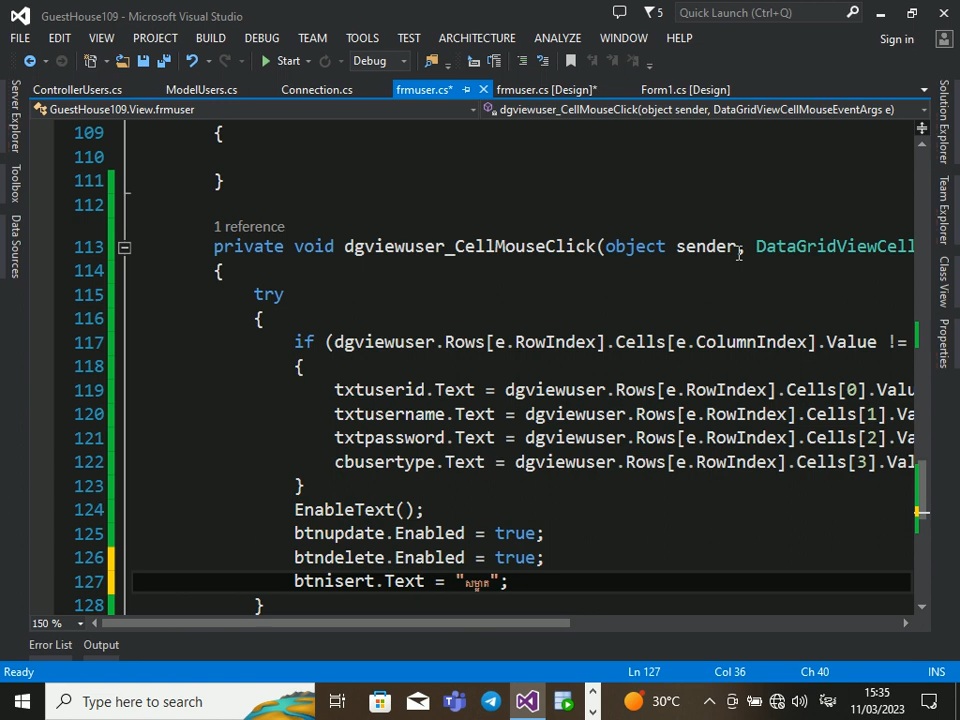 GuestHouse109 - Microsoft Visual Studio
5
Quick Launch (Ctrl+Q)
FILE EDIT VIEW PROJECT BUILD DEBUG TEAM TOOLS TEST ARCHITECTURE ANALYZE WINDOW HELP
Sign in
Start Debug
ControllerUsers.cs ModelUsers.cs Connection.cs frmuser.cs* frmuser.cs [Design]* Form1.cs [Design]
GuestHouse109.View.frmuser
dgviewuser_CellMouseClick(object sender, DataGridViewCellMouseEventArgs e)
Server Explorer
Toolbox
Data Sources
Solution Explorer
Team Explorer
Class View
Properties
109 {
110
111 }
112
1 reference
113 private void dgviewuser_CellMouseClick(object sender, DataGridViewCell
114 {
115 try
116 {
117 if (dgviewuser.Rows[e.RowIndex].Cells[e.ColumnIndex].Value !=
118 {
119 txtuserid.Text = dgviewuser.Rows[e.RowIndex].Cells[0].Valu
120 txtusername.Text = dgviewuser.Rows[e.RowIndex].Cells[1].Va
121 txtpassword.Text = dgviewuser.Rows[e.RowIndex].Cells[2].Va
122 cbusertype.Text = dgviewuser.Rows[e.RowIndex].Cells[3].Val
123 }
124 EnableText();
125 btnupdate.Enabled = true;
126 btndelete.Enabled = true;
127 btnisert.Text = "សម្អាត";
128 }
150 %
Error List Output
Ready
Ln 127 Col 36 Ch 40 INS
Type here to search
30°C
15:35
11/03/2023